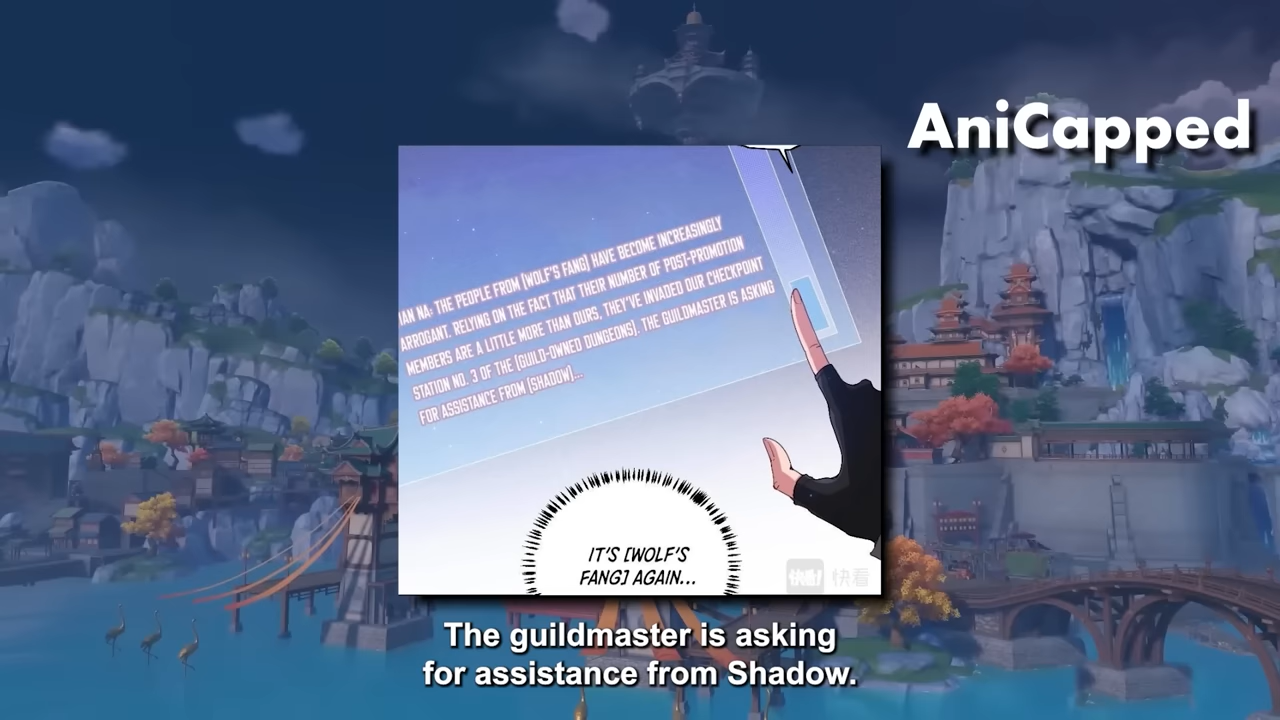 AniCapped
NA: THE PEOPLE FROM [WOLF'S FANG] HAVE BECOME INCREASINGLY
ARROGANT. RELYING ON THE FACT THAT THEIR NUMBER OF POST-PROMOTION
MEMBERS ARE A LITTLE MORE THAN OURS, THEY'VE INVADED OUR CHECKPOINT
STATION NO. 3 OF THE [GUILD-OWNED DUNGEONS]. THE GUILDMASTER IS ASKING
FOR ASSISTANCE FROM [SHADOW]...
IT'S [WOLF'S
FANG] AGAIN...
快看! 快看
The guildmaster is asking
for assistance from Shadow.